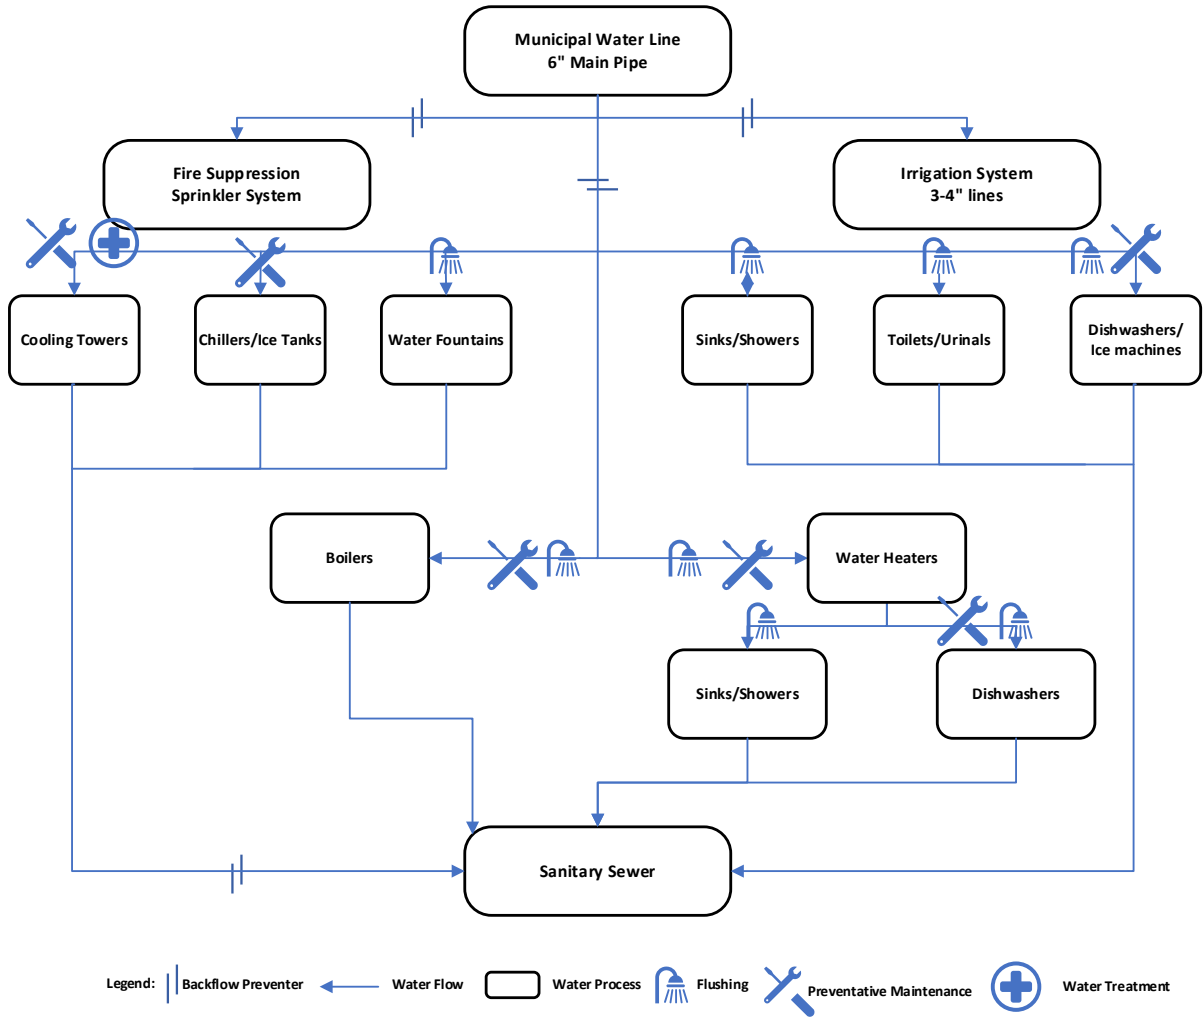 Municipal Water Line
6" Main Pipe
Fire Suppression
Sprinkler System
Irrigation System
3-4" lines
Cooling Towers
Chillers/Ice Tanks
Water Fountains
Sinks/Showers
Toilets/Urinals
Dishwashers/
Ice machines
Boilers
Water Heaters
Sinks/Showers
Dishwashers
Sanitary Sewer
Legend:
Backflow Preventer
Water Flow
Water Process
Flushing
Preventative Maintenance
Water Treatment